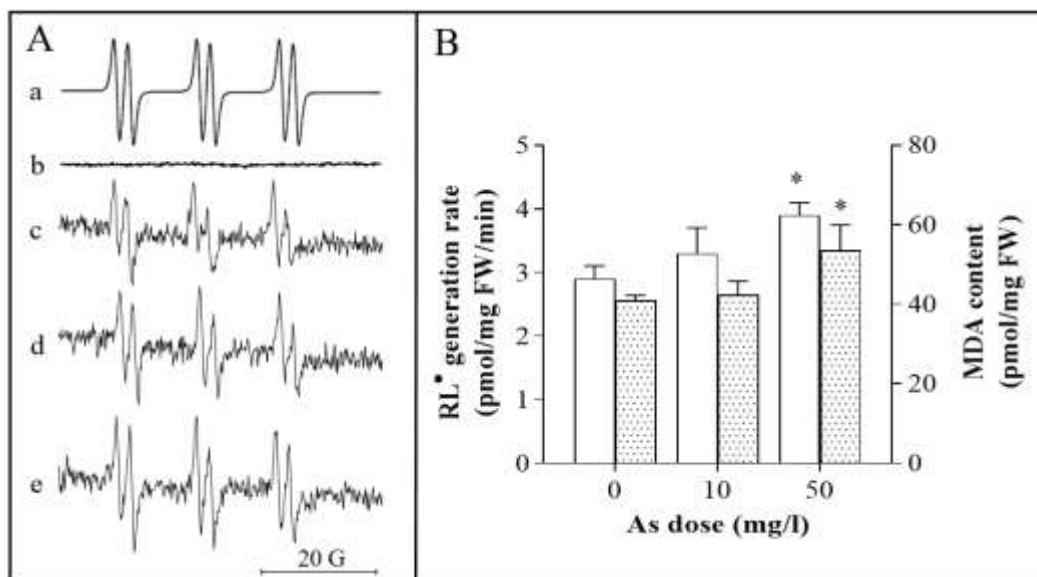 A
a
b
c
d
e
20 G
B
RL• generation rate
(pmol/mg FW/min)
5
4
3
2
1
0
* *
80
60
40
20
0
MDA content
(pmol/mg FW)
0 10 50
As dose (mg/l)